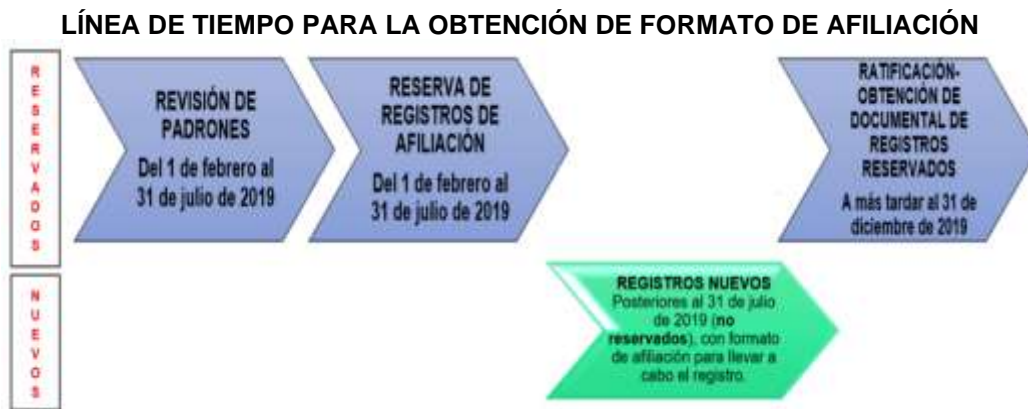 LÍNEA DE TIEMPO PARA LA OBTENCIÓN DE FORMATO DE AFILIACIÓN
RESERVADOS
REVISIÓN DE
PADRONES
Del 1 de febrero al
31 de julio de 2019
RESERVA DE
REGISTROS DE
AFILIACIÓN
Del 1 de febrero al
31 de julio de 2019
RATIFICACIÓN-
OBTENCIÓN DE
DOCUMENTAL DE
REGISTROS
RESERVADOS
A más tardar al 31 de
diciembre de 2019
NUEVOS
REGISTROS NUEVOS
Posteriores al 31 de julio
de 2019 (no
reservados), con formato
de afiliación para llevar a
cabo el registro.